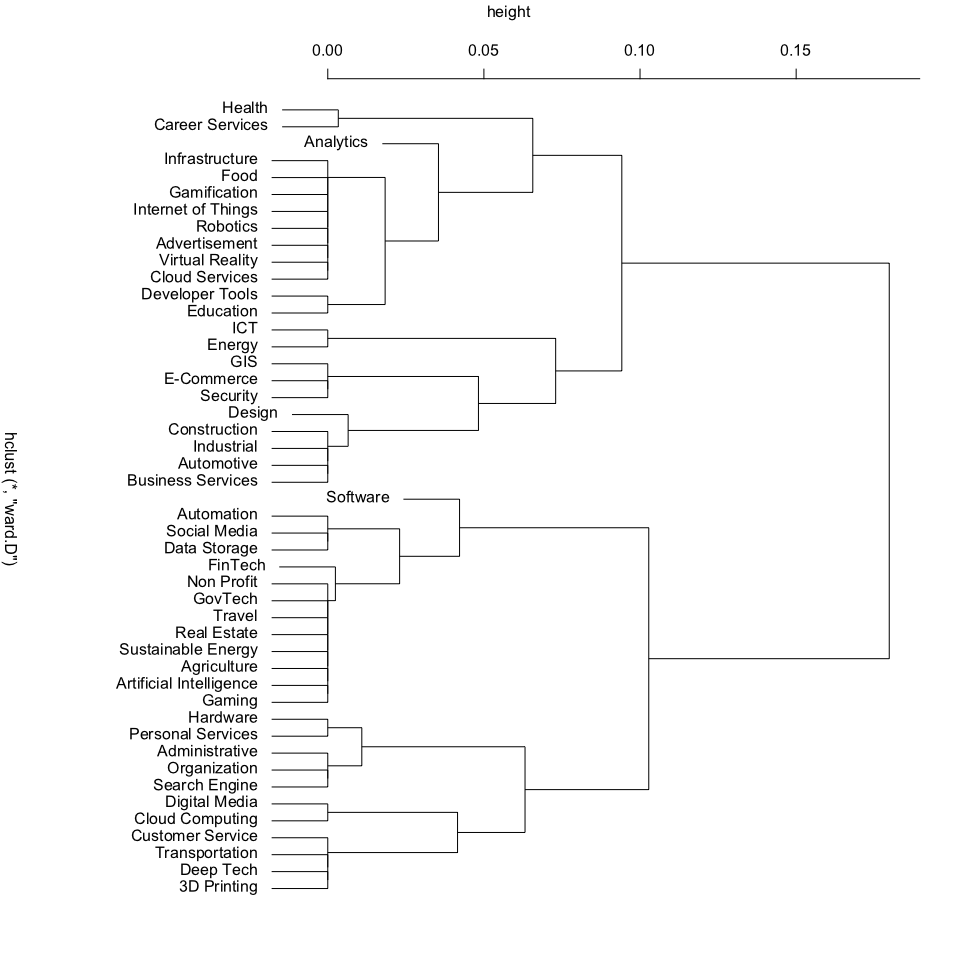 height
0.00 0.05 0.10 0.15
Health
Career Services
Analytics
Infrastructure
Food
Gamification
Internet of Things
Robotics
Advertisement
Virtual Reality
Cloud Services
Developer Tools
Education
ICT
Energy
GIS
E-Commerce
Security
Design
Construction
Industrial
Automotive
Business Services
Software
Automation
Social Media
Data Storage
FinTech
Non Profit
GovTech
Travel
Real Estate
Sustainable Energy
Agriculture
Artificial Intelligence
Gaming
Hardware
Personal Services
Administrative
Organization
Search Engine
Digital Media
Cloud Computing
Customer Service
Transportation
Deep Tech
3D Printing
hclust (*, "ward.D")